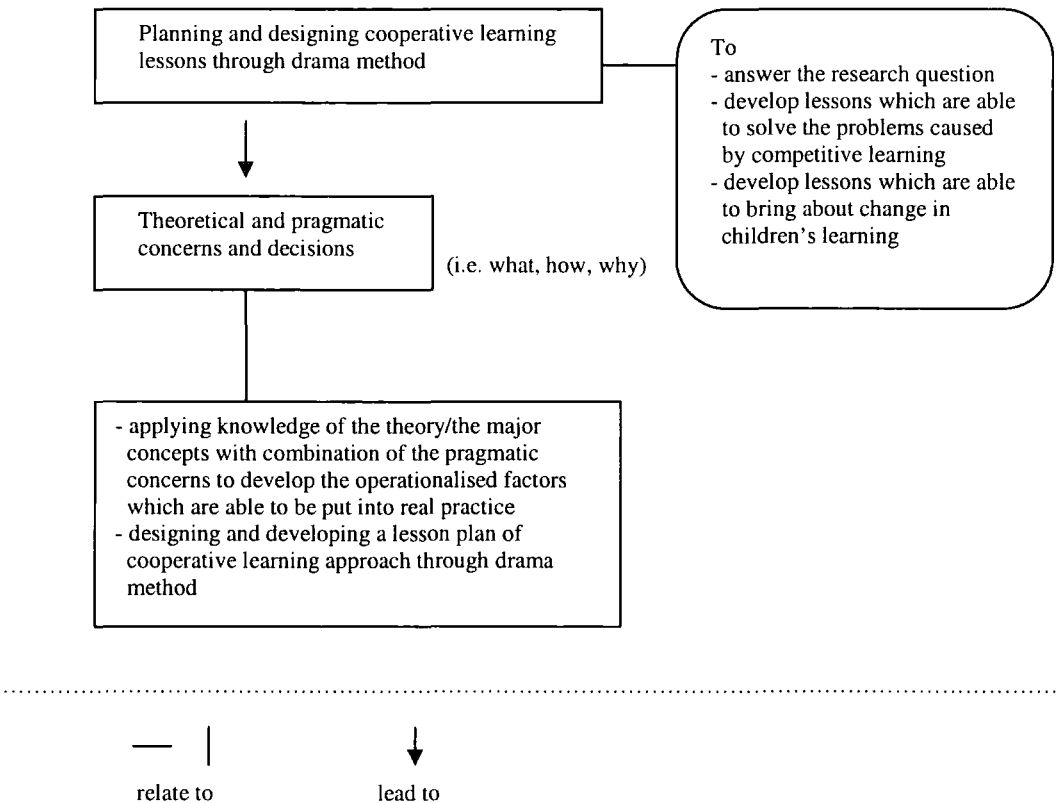 Planning and designing cooperative learning
lessons through drama method
To
- answer the research question
- develop lessons which are able
to solve the problems caused
by competitive learning
- develop lessons which are able
to bring about change in
children's learning
Theoretical and pragmatic
concerns and decisions
(i.e. what, how, why)
- applying knowledge of the theory/the major
concepts with combination of the pragmatic
concerns to develop the operationalised factors
which are able to be put into real practice
- designing and developing a lesson plan of
cooperative learning approach through drama
method
relate to
lead to